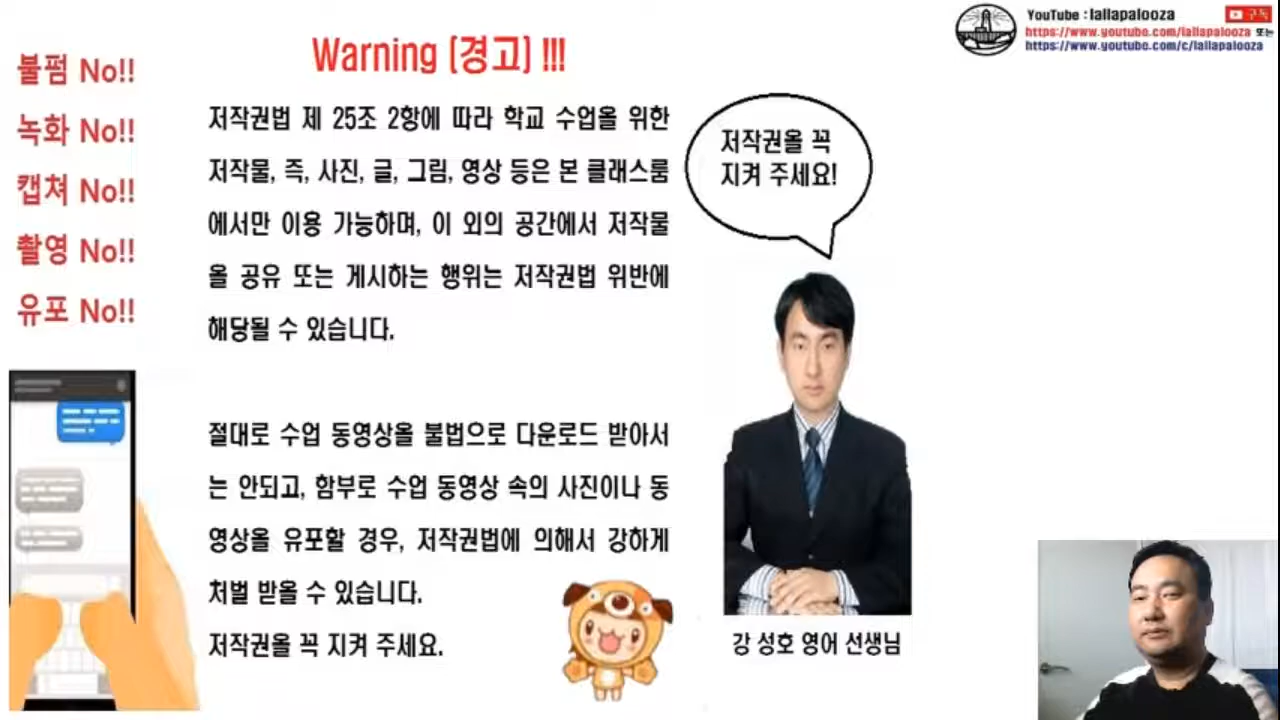 YouTube : lallapalooza
구독
https://www.youtube.com/lallapalooza 또는
https://www.youtube.com/c/lallapalooza
Warning (경고) !!!
불펌 No!!
녹화 No!!
캡쳐 No!!
촬영 No!!
유포 No!!
저작권법 제 25조 2항에 따라 학교 수업을 위한
저작물, 즉, 사진, 글, 그림, 영상 등은 본 클래스룸
에서만 이용 가능하며, 이 외의 공간에서 저작물
을 공유 또는 게시하는 행위는 저작권법 위반에
해당될 수 있습니다.
절대로 수업 동영상을 불법으로 다운로드 받아서
는 안되고, 함부로 수업 동영상 속의 사진이나 동
영상을 유포할 경우, 저작권법에 의해서 강하게
처벌 받을 수 있습니다.
저작권을 꼭 지켜 주세요.
저작권을 꼭
지켜 주세요!
강 성호 영어 선생님